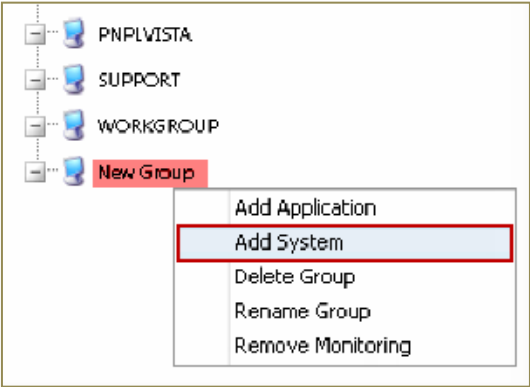 PNPLVISTA
SUPPORT
WORKGROUP
New Group
Add Application
Add System
Delete Group
Rename Group
Remove Monitoring